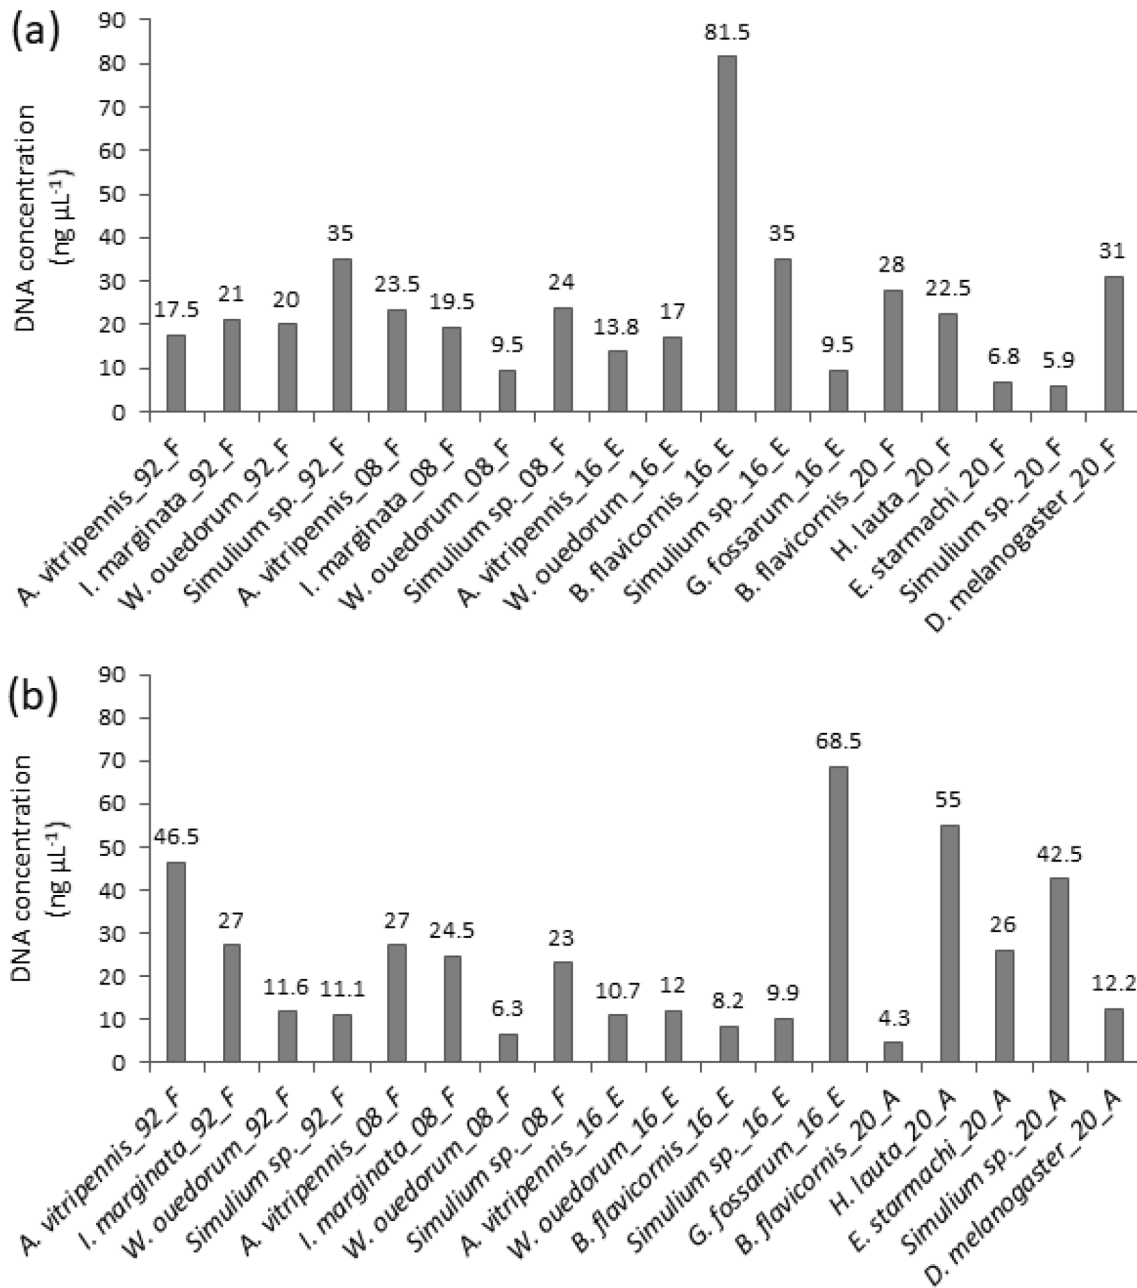 (a)
DNA concentration
(ng µL⁻¹)
90
80
70
60
50
40
30
20
10
0
17.5
21
20
35
23.5
19.5
9.5
24
13.8
17
81.5
35
9.5
28
22.5
6.8
5.9
31
A. vitripennis_92_F
I. marginata_92_F
W. ouedorum_92_F
Simulium sp._92_F
A. vitripennis_08_F
I. marginata_08_F
W. ouedorum_08_F
Simulium sp._08_F
A. vitripennis_16_E
W. ouedorum_16_E
B. flavicornis_16_E
Simulium sp._16_E
G. fossarum_16_E
B. flavicornis_20_F
H. lauta_20_F
E. starmachi_20_F
Simulium sp._20_F
D. melanogaster_20_F
(b)
DNA concentration
(ng µL⁻¹)
90
80
70
60
50
40
30
20
10
0
46.5
27
11.6
11.1
27
24.5
6.3
23
10.7
12
8.2
9.9
68.5
4.3
55
26
42.5
12.2
A. vitripennis_92_F
I. marginata_92_F
W. ouedorum_92_F
Simulium sp._92_F
A. vitripennis_08_F
I. marginata_08_F
W. ouedorum_08_F
Simulium sp._08_F
A. vitripennis_16_E
W. ouedorum_16_E
B. flavicornis_16_E
Simulium sp._16_E
G. fossarum_16_E
B. flavicornis_20_A
H. lauta_20_A
E. starmachi_20_A
Simulium sp._20_A
D. melanogaster_20_A